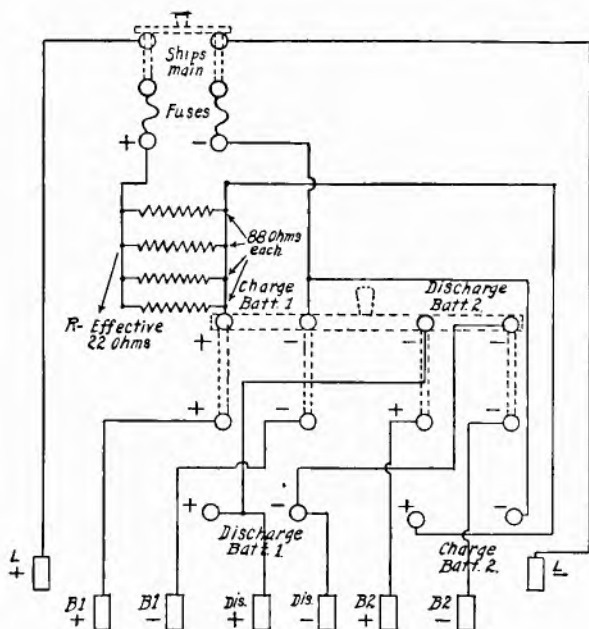 Ships
main
Fuses
+ -
88 Ohms
each
Charge
Batt. 1
Discharge
Batt. 2.
R- Effective
22 Ohms
+ - - -
+ - + -
+ - + -
Discharge
Batt. 1
Charge
Batt. 2.
L
+
B1
+
B1
-
Dis.
+
Dis.
-
B2
+
B2
-
L
-